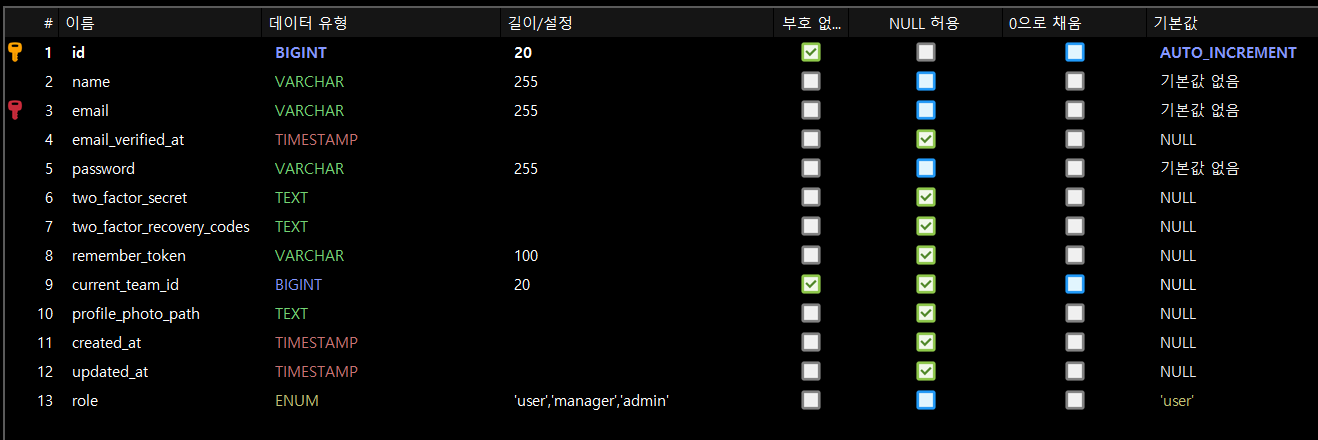 # 이름 데이터 유형 길이/설정 부호 없... NULL 허용 0으로 채움 기본값
1 id BIGINT 20 AUTO_INCREMENT
2 name VARCHAR 255 기본값 없음
3 email VARCHAR 255 기본값 없음
4 email_verified_at TIMESTAMP NULL
5 password VARCHAR 255 기본값 없음
6 two_factor_secret TEXT NULL
7 two_factor_recovery_codes TEXT NULL
8 remember_token VARCHAR 100 NULL
9 current_team_id BIGINT 20 NULL
10 profile_photo_path TEXT NULL
11 created_at TIMESTAMP NULL
12 updated_at TIMESTAMP NULL
13 role ENUM 'user','manager','admin' 'user'